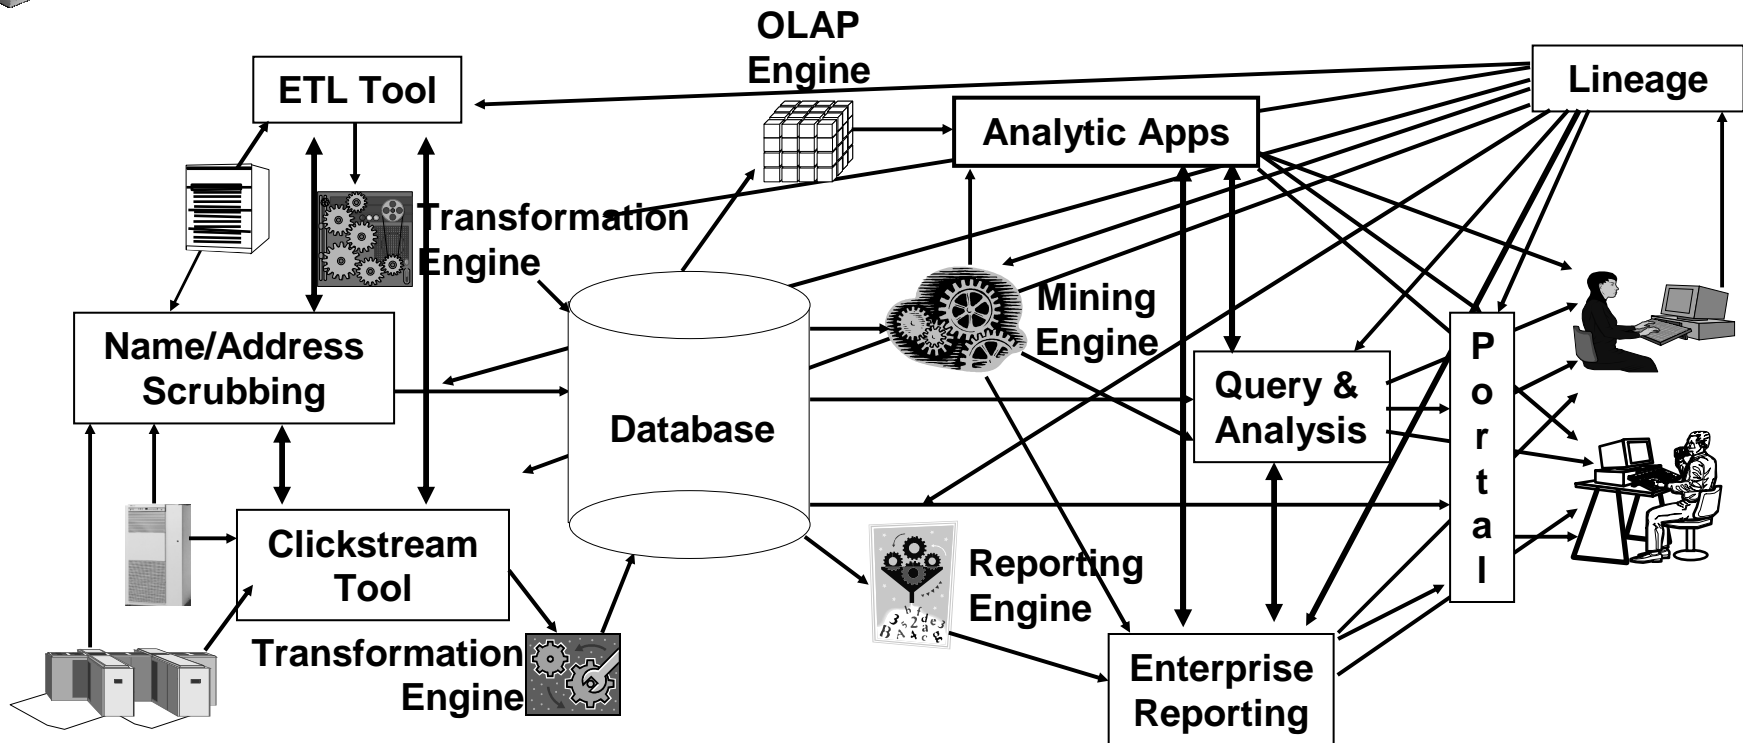 OLAP
Engine
ETL Tool
Lineage
Analytic Apps
Transformation
Engine
Mining
Engine
Name/Address
Scrubbing
Database
Query &
Analysis
P
o
r
t
a
l
Clickstream
Tool
Reporting
Engine
Transformation
Engine
Enterprise
Reporting